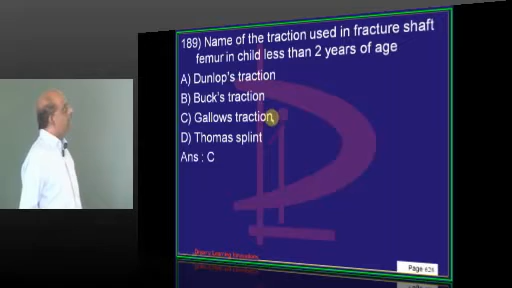 189) Name of the traction used in fracture shaft
femur in child less than 2 years of age
A) Dunlop's traction
B) Buck's traction
C) Gallows traction
D) Thomas splint
Ans : C
Page 426